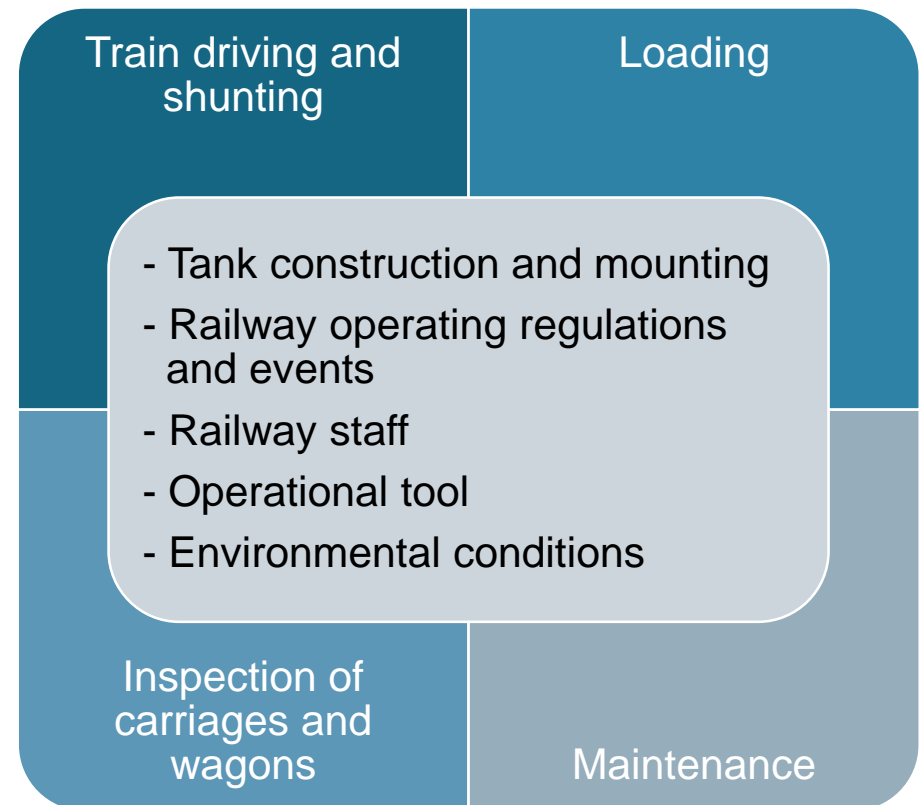 Train driving and
shunting
Loading
- Tank construction and mounting
- Railway operating regulations
and events
- Railway staff
- Operational tool
- Environmental conditions
Inspection of
carriages and
wagons
Maintenance